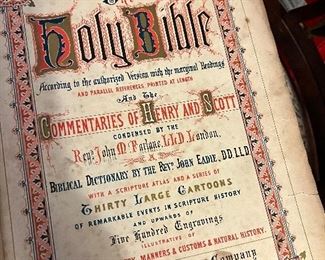 Holy Bible
According to the authorized Version with the marginal Readings
AND PARALLEL REFERENCES PRINTED AT LENGTH
And the
COMMENTARIES OF HENRY AND SCOTT
CONDENSED BY THE
Revd John Mc Farlane, LL.D. London.
A
BIBLICAL DICTIONARY BY THE REVD JOHN EADIE, DD. LL.D
WITH A SCRIPTURE ATLAS AND A SERIES OF
THIRTY LARGE CARTOONS
OF REMARKABLE EVENTS IN SCRIPTURE HISTORY
AND UPWARDS OF
Five Hundred Engravings
ILLUSTRATIVE OF
MANNERS & CUSTOMS & NATURAL HISTORY.
Company